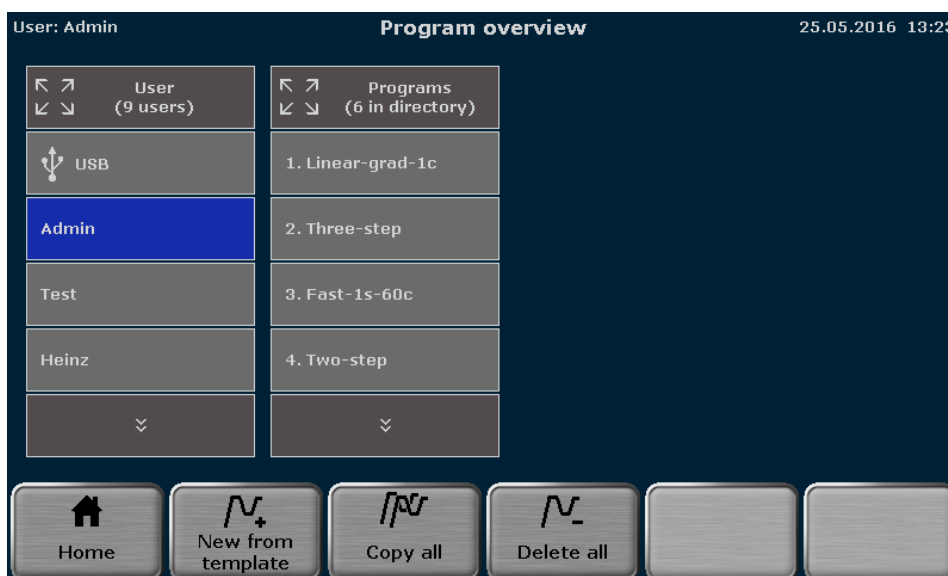 User: Admin
Program overview
25.05.2016 13:23
User
(9 users)
Programs
(6 in directory)
USB
1. Linear-grad-1c
Admin
2. Three-step
Test
3. Fast-1s-60c
Heinz
4. Two-step
Home
New from
template
Copy all
Delete all